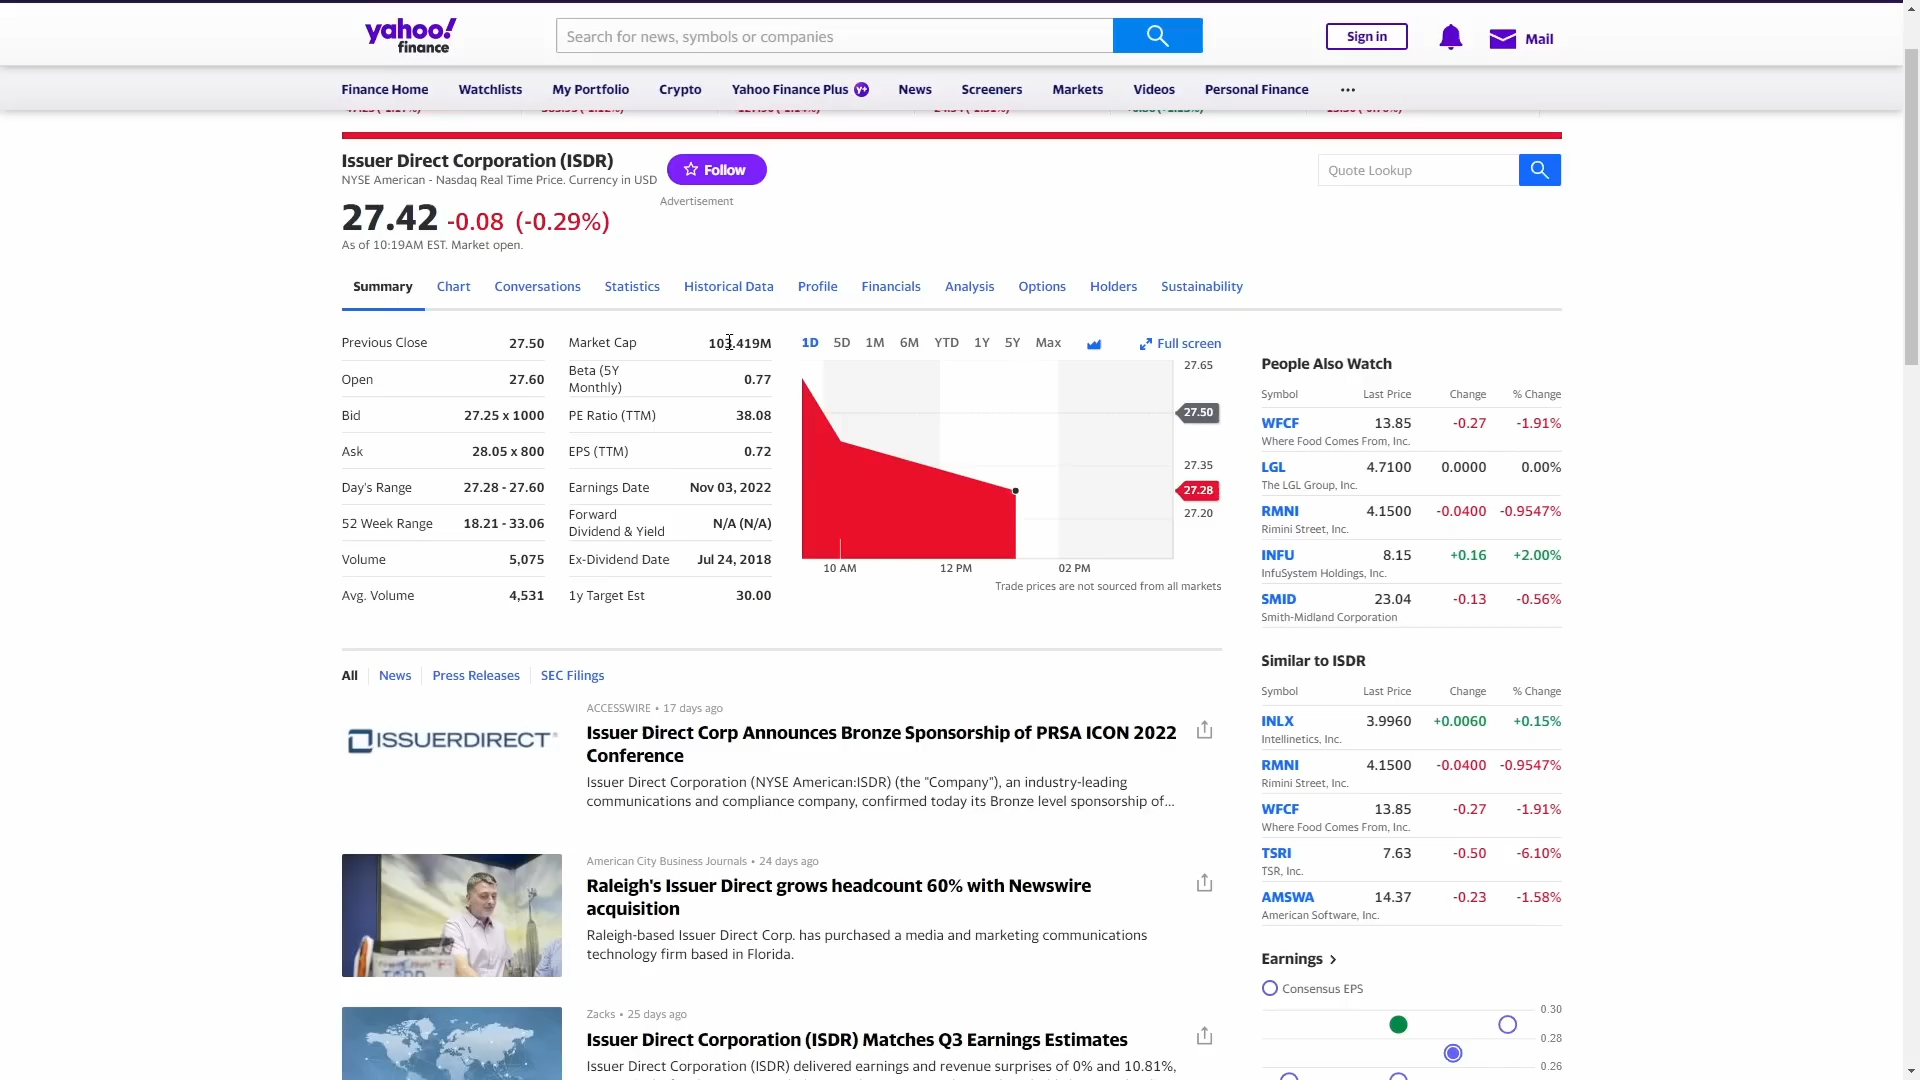 yahoo!
finance
Search for news, symbols or companies
Sign in
Mail
Finance Home
Watchlists
My Portfolio
Crypto
Yahoo Finance Plus
News
Screeners
Markets
Videos
Personal Finance
Issuer Direct Corporation (ISDR)
NYSE American - Nasdaq Real Time Price. Currency in USD
Follow
Quote Lookup
Advertisement
27.42 -0.08 (-0.29%)
As of 10:19AM EST. Market open.
Summary
Chart
Conversations
Statistics
Historical Data
Profile
Financials
Analysis
Options
Holders
Sustainability
Previous Close 27.50
Open 27.60
Bid 27.25 x 1000
Ask 28.05 x 800
Day's Range 27.28 - 27.60
52 Week Range 18.21 - 33.06
Volume 5,075
Avg. Volume 4,531
Market Cap 103.419M
Beta (5Y
Monthly) 0.77
PE Ratio (TTM) 38.08
EPS (TTM) 0.72
Earnings Date Nov 03, 2022
Forward
Dividend & Yield N/A (N/A)
Ex-Dividend Date Jul 24, 2018
1y Target Est 30.00
1D 5D 1M 6M YTD 1Y 5Y Max
Full screen
27.65
27.50
27.35
27.28
27.20
10 AM
12 PM
02 PM
Trade prices are not sourced from all markets
People Also Watch
Symbol Last Price Change % Change
WFCF 13.85 -0.27 -1.91%
Where Food Comes From, Inc.
LGL 4.7100 0.0000 0.00%
The LGL Group, Inc.
RMNI 4.1500 -0.0400 -0.9547%
Rimini Street, Inc.
INFU 8.15 +0.16 +2.00%
InfuSystem Holdings, Inc.
SMID 23.04 -0.13 -0.56%
Smith-Midland Corporation
Similar to ISDR
Symbol Last Price Change % Change
INLX 3.9960 +0.0060 +0.15%
Intellinetics, Inc.
RMNI 4.1500 -0.0400 -0.9547%
Rimini Street, Inc.
WFCF 13.85 -0.27 -1.91%
Where Food Comes From, Inc.
TSRI 7.63 -0.50 -6.10%
TSR, Inc.
AMSWA 14.37 -0.23 -1.58%
American Software, Inc.
Earnings
Consensus EPS
0.30
0.28
0.26
All
News
Press Releases
SEC Filings
ISSUERDIRECT
ACCESSWIRE • 17 days ago
Issuer Direct Corp Announces Bronze Sponsorship of PRSA ICON 2022
Conference
Issuer Direct Corporation (NYSE American:ISDR) (the "Company"), an industry-leading
communications and compliance company, confirmed today its Bronze level sponsorship of...
American City Business Journals • 24 days ago
Raleigh's Issuer Direct grows headcount 60% with Newswire
acquisition
Raleigh-based Issuer Direct Corp. has purchased a media and marketing communications
technology firm based in Florida.
Zacks • 25 days ago
Issuer Direct Corporation (ISDR) Matches Q3 Earnings Estimates
Issuer Direct Corporation (ISDR) delivered earnings and revenue surprises of 0% and 10.81%,